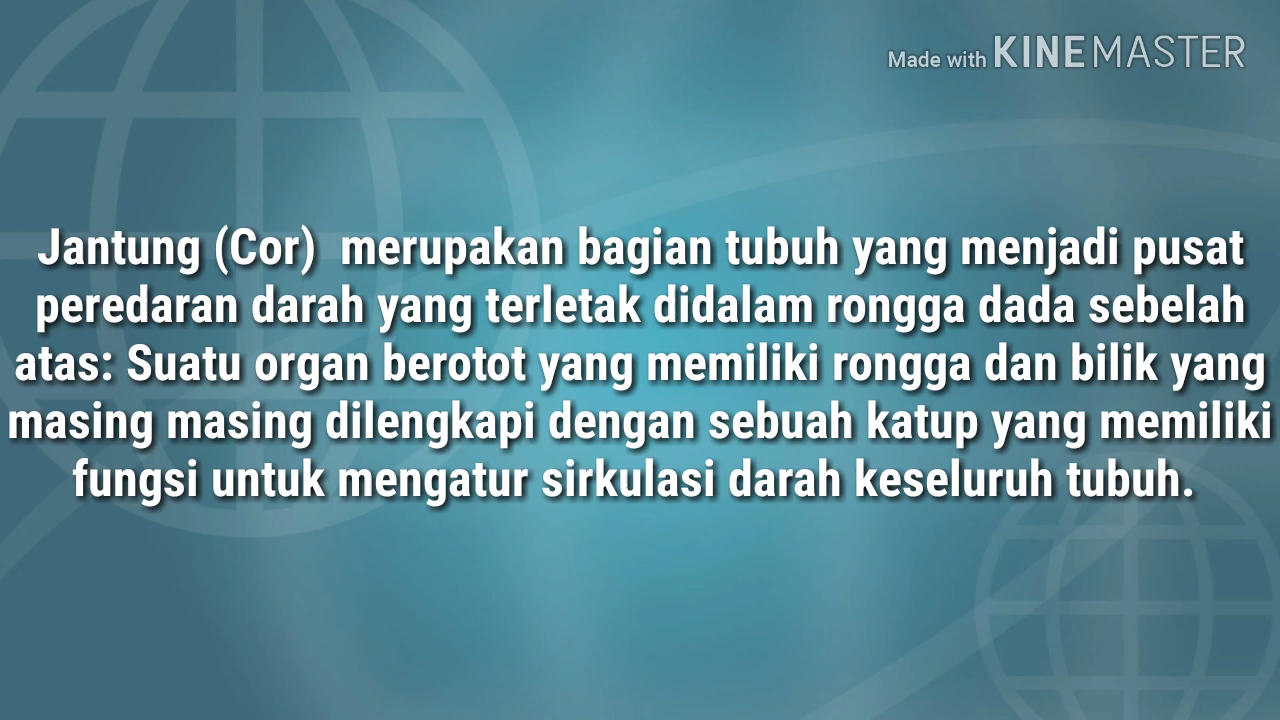 Made with KINEMASTER
Jantung (Cor)  merupakan bagian tubuh yang menjadi pusat
peredaran darah yang terletak didalam rongga dada sebelah
atas: Suatu organ berotot yang memiliki rongga dan bilik yang
masing masing dilengkapi dengan sebuah katup yang memiliki
fungsi untuk mengatur sirkulasi darah keseluruh tubuh.